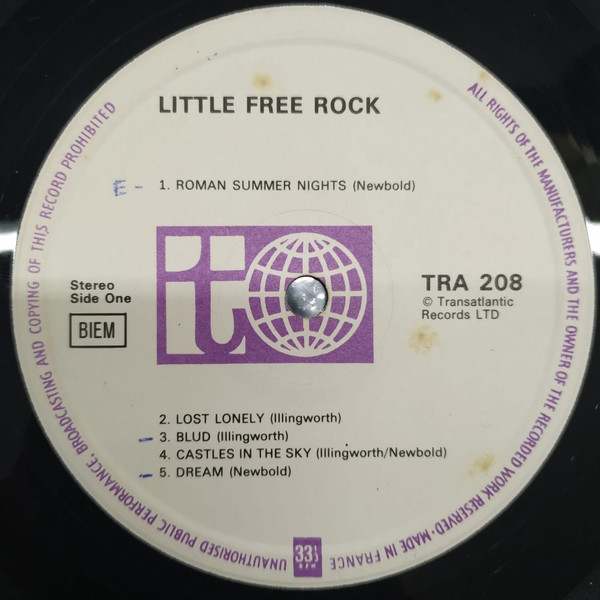 LITTLE FREE ROCK
1. ROMAN SUMMER NIGHTS (Newbold)
t
Stereo
Side One
BIEM
TRA 208
© Transatlantic
Records LTD
2. LOST LONELY (Illingworth)
3. BLUD (Illingworth)
4. CASTLES IN THE SKY (Illingworth/Newbold)
5. DREAM (Newbold)
ALL RIGHTS OF THE MANUFACTURERS AND THE OWNER OF THE RECORDED WORK RESERVED·MADE IN FRANCE
33⅓
RPM
UNAUTHORISED PUBLIC PERFORMANCE, BROADCASTING AND COPYING OF THIS RECORD PROHIBITED